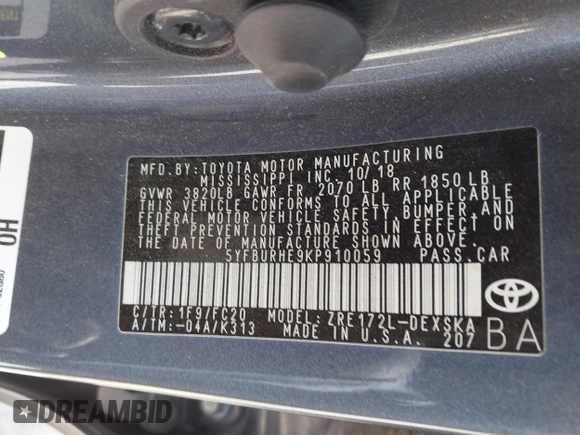 MFD.BY:TOYOTA MOTOR MANUFACTURING
MISSISSIPPI INC. 10/18
GVWR 3820LB GAWR FR 2070 LB RR 1850 LB
THIS VEHICLE CONFORMS TO ALL APPLICABLE
FEDERAL MOTOR VEHICLE SAFETY, BUMPER, AND
THEFT PREVENTION STANDARDS IN EFFECT ON
THE DATE OF MANUFACTURE SHOWN ABOVE.
5YFBURHE9KP910059 PASS.CAR
C/TR:1F9/FC20 MODEL:ZRE172L-DEXSKA
A/TM:-04A/K313 MADE IN U.S.A. 207
BA
HO
DREAMBID